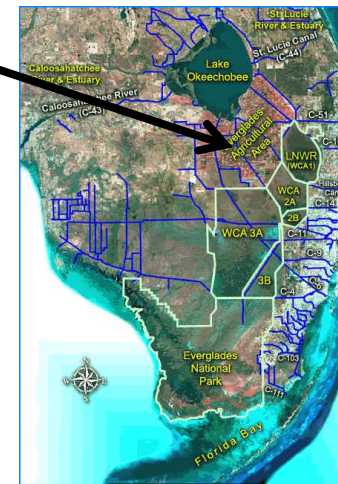 St. Lucie
River & Estuary
St. Lucie Canal
(C-44)
Lake
Okeechobee
Caloosahatchee
River & Estuary
Caloosahatchee River
(C-43)
Everglades
Agricultural
Area
C-51
LNWR
(WCA1)
WCA
2A
2B
C-14
WCA 3A
C-11
C-9
C-6
3B
C-4
Everglades
National
Park
C-103
C-111
N
W
E
S
Florida Bay